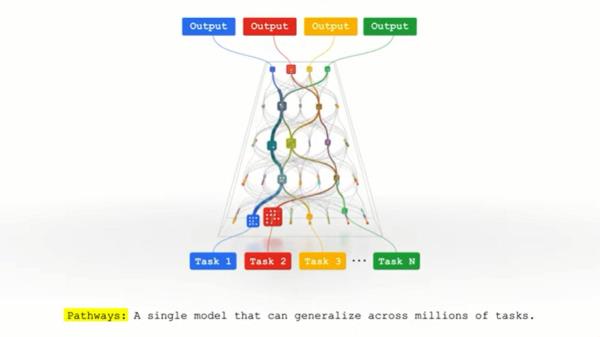 Output Output Output Output
Task 1 Task 2 Task 3 ··· Task N
Pathways: A single model that can generalize across millions of tasks.